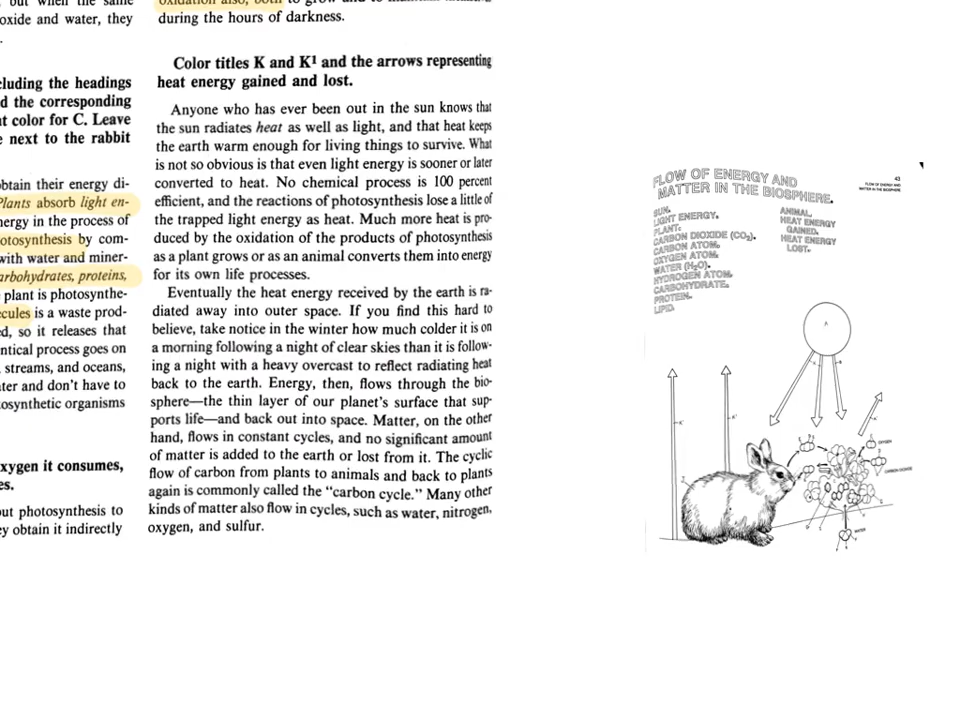 , but when the same
oxide and water, they
.
cluding the headings
d the corresponding
nt color for C. Leave
e next to the rabbit
obtain their energy di-
Plants absorb light en-
nergy in the process of
otosynthesis by com-
with water and miner-
arbohydrates, proteins,
plant is photosynthe-
ecules is a waste prod-
ed, so it releases that
ntical process goes on
, streams, and oceans,
ter and don't have to
tosynthetic organisms
oxygen it consumes,
es.
out photosynthesis to
ey obtain it indirectly
oxidation also, both to grow and to
during the hours of darkness.
Color titles K and K¹ and the arrows representing
heat energy gained and lost.
Anyone who has ever been out in the sun knows that
the sun radiates heat as well as light, and that heat keeps
the earth warm enough for living things to survive. What
is not so obvious is that even light energy is sooner or later
converted to heat. No chemical process is 100 percent
efficient, and the reactions of photosynthesis lose a little of
the trapped light energy as heat. Much more heat is pro-
duced by the oxidation of the products of photosynthesis
as a plant grows or as an animal converts them into energy
for its own life processes.
Eventually the heat energy received by the earth is ra-
diated away into outer space. If you find this hard to
believe, take notice in the winter how much colder it is on
a morning following a night of clear skies than it is follow-
ing a night with a heavy overcast to reflect radiating heat
back to the earth. Energy, then, flows through the bio-
sphere—the thin layer of our planet's surface that sup-
ports life—and back out into space. Matter, on the other
hand, flows in constant cycles, and no significant amount
of matter is added to the earth or lost from it. The cyclic
flow of carbon from plants to animals and back to plants
again is commonly called the "carbon cycle." Many other
kinds of matter also flow in cycles, such as water, nitrogen,
oxygen, and sulfur.
FLOW OF ENERGY AND
MATTER IN THE BIOSPHERE.
43
FLOW OF ENERGY AND
MATTER IN THE BIOSPHERE
SUN.
LIGHT ENERGY.
PLANT.
CARBON DIOXIDE (CO₂).
CARBON ATOM.
OXYGEN ATOM.
WATER (H₂O).
HYDROGEN ATOM.
CARBOHYDRATE.
PROTEIN.
LIPID.
ANIMAL.
HEAT ENERGY
GAINED.
HEAT ENERGY
LOST.
A
OXYGEN
CARBON DIOXIDE
WATER